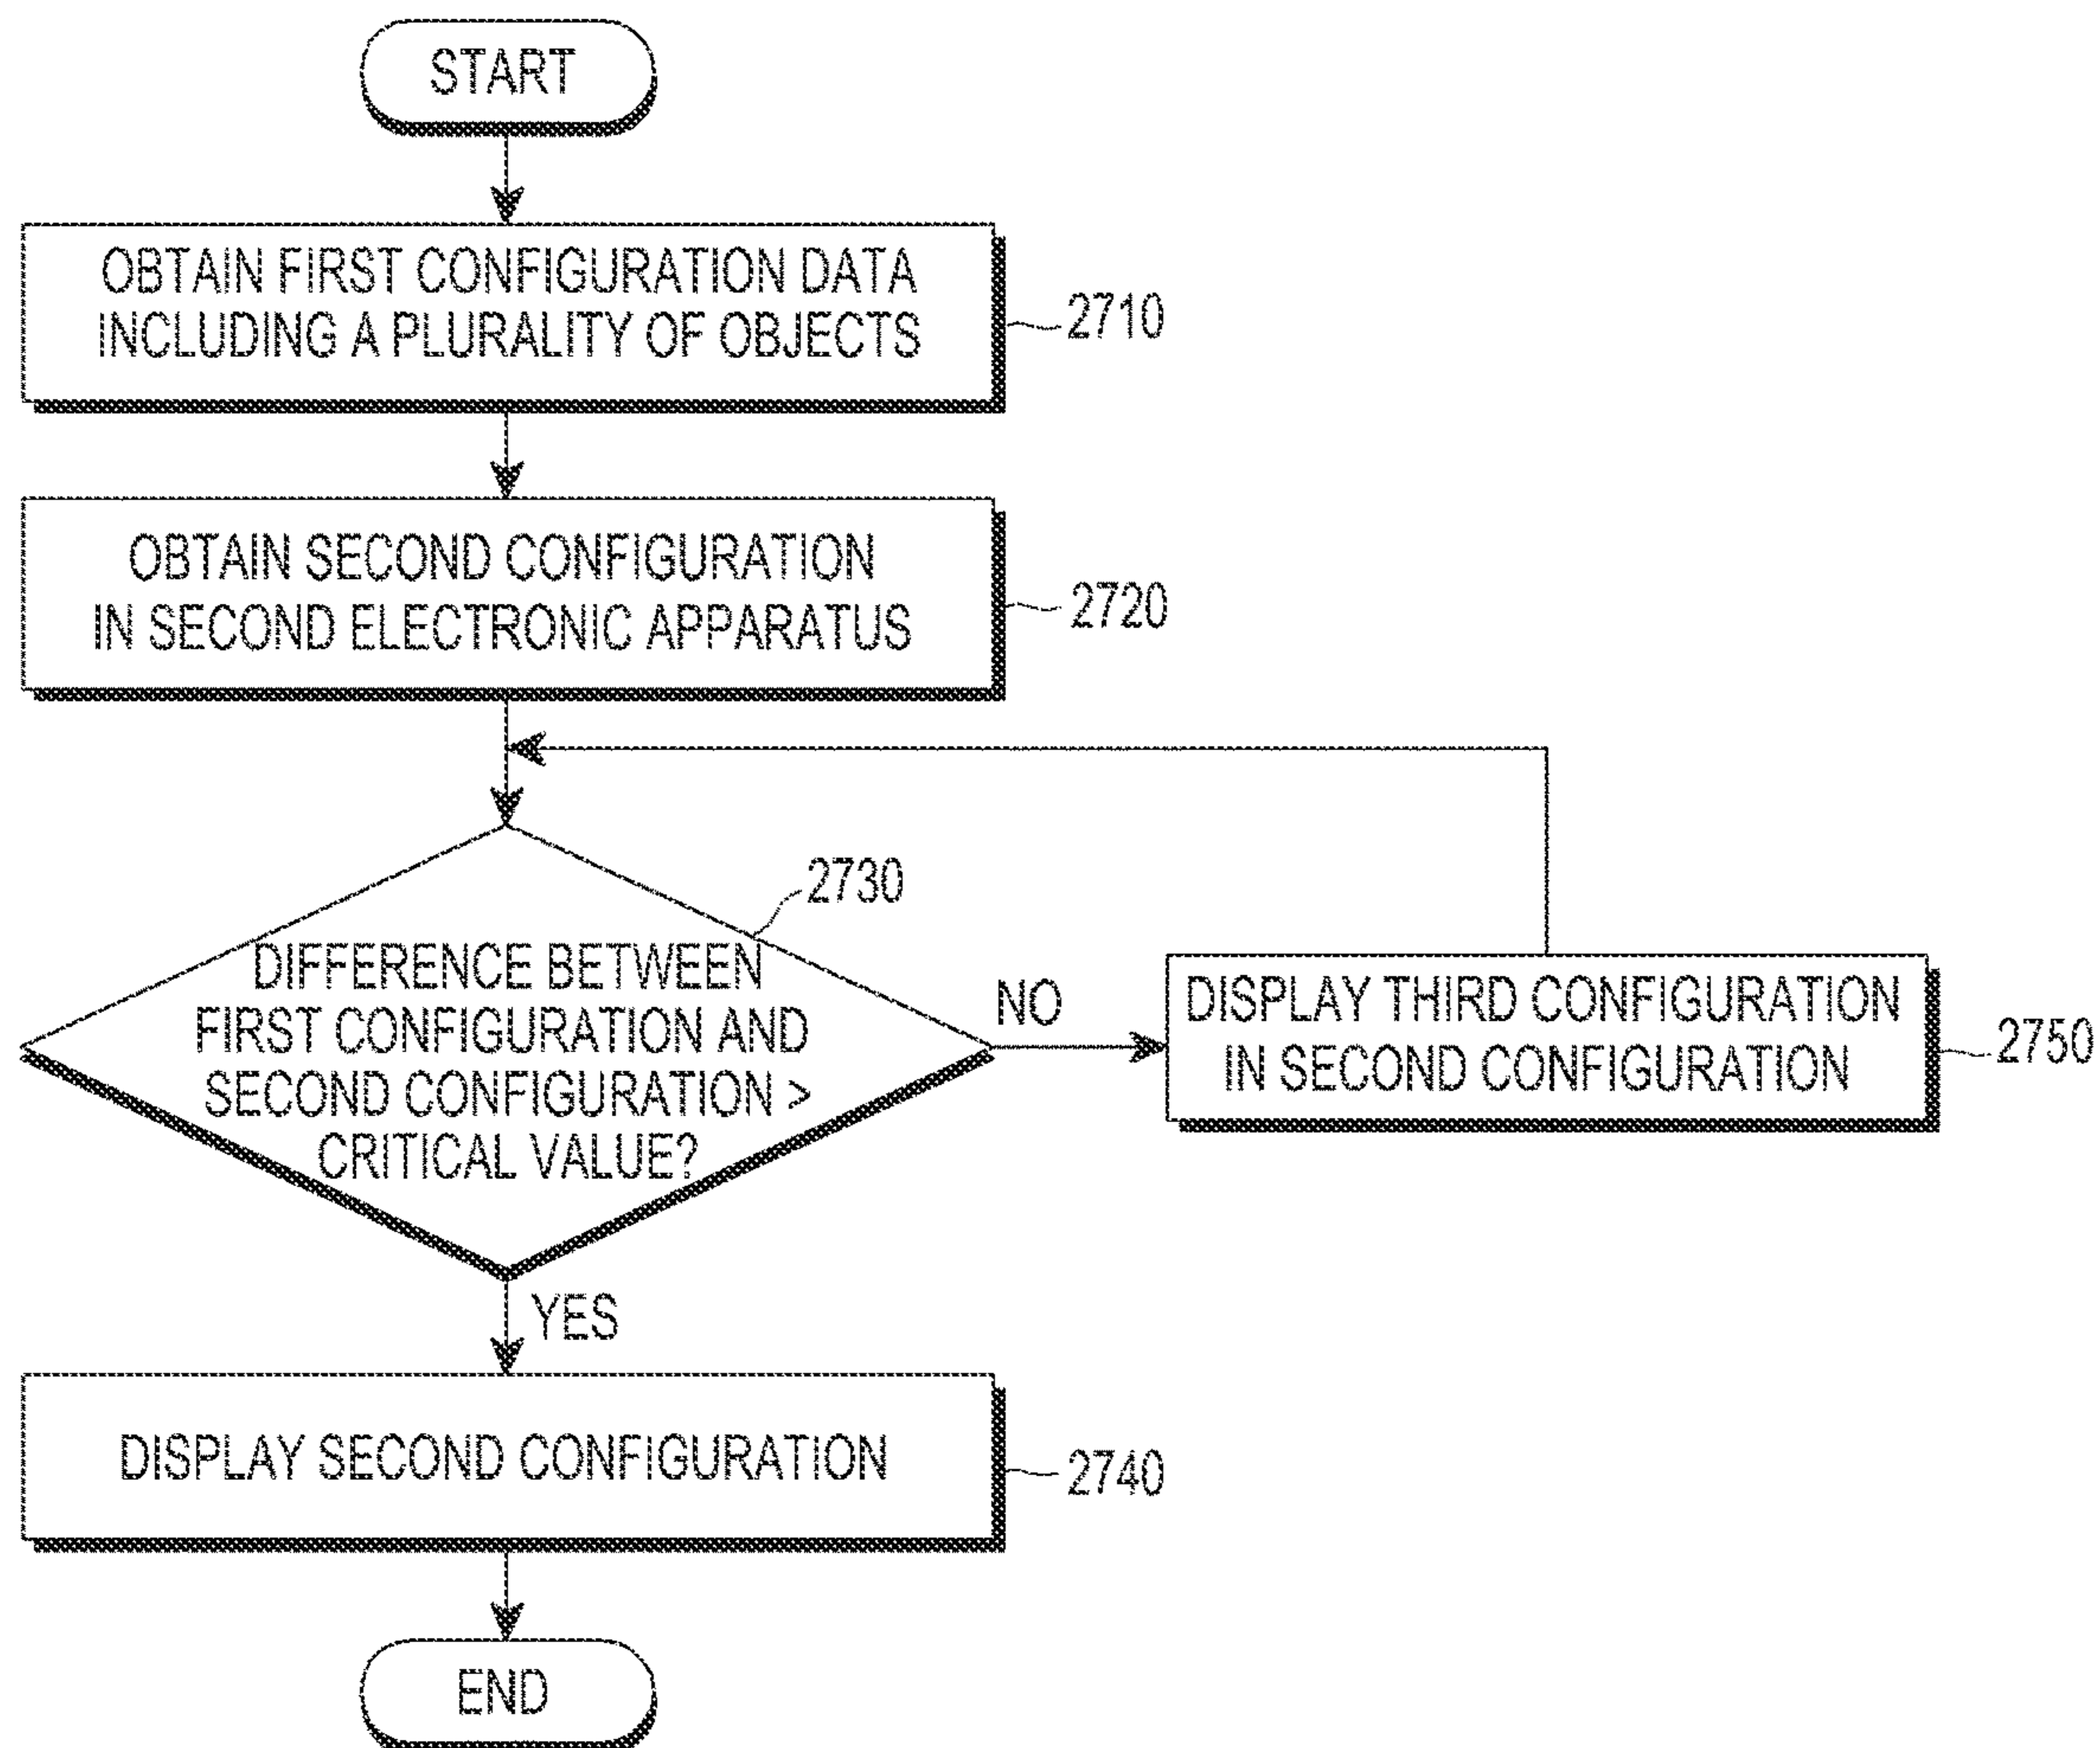 START
OBTAIN FIRST CONFIGURATION DATA
INCLUDING A PLURALITY OF OBJECTS
2710
OBTAIN SECOND CONFIGURATION
IN SECOND ELECTRONIC APPARATUS
2720
2730
DIFFERENCE BETWEEN
FIRST CONFIGURATION AND
SECOND CONFIGURATION >
CRITICAL VALUE?
NO
DISPLAY THIRD CONFIGURATION
IN SECOND CONFIGURATION
2750
YES
DISPLAY SECOND CONFIGURATION
2740
END